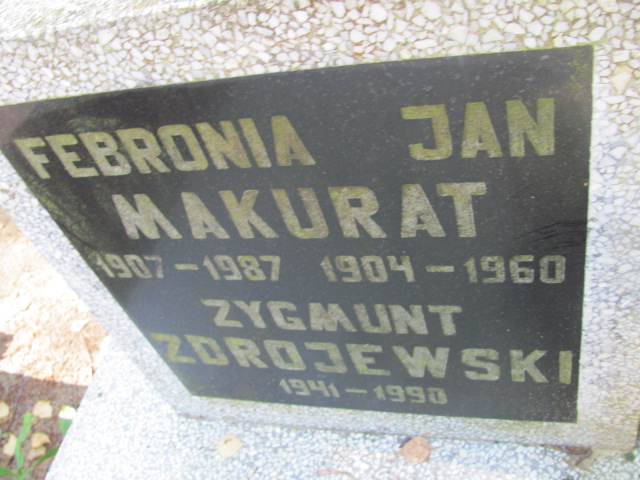 FEBRONIA JAN
MAKURAT
1907-1987 1904-1960
ZYGMUNT
ZDROJEWSKI
1941-1990